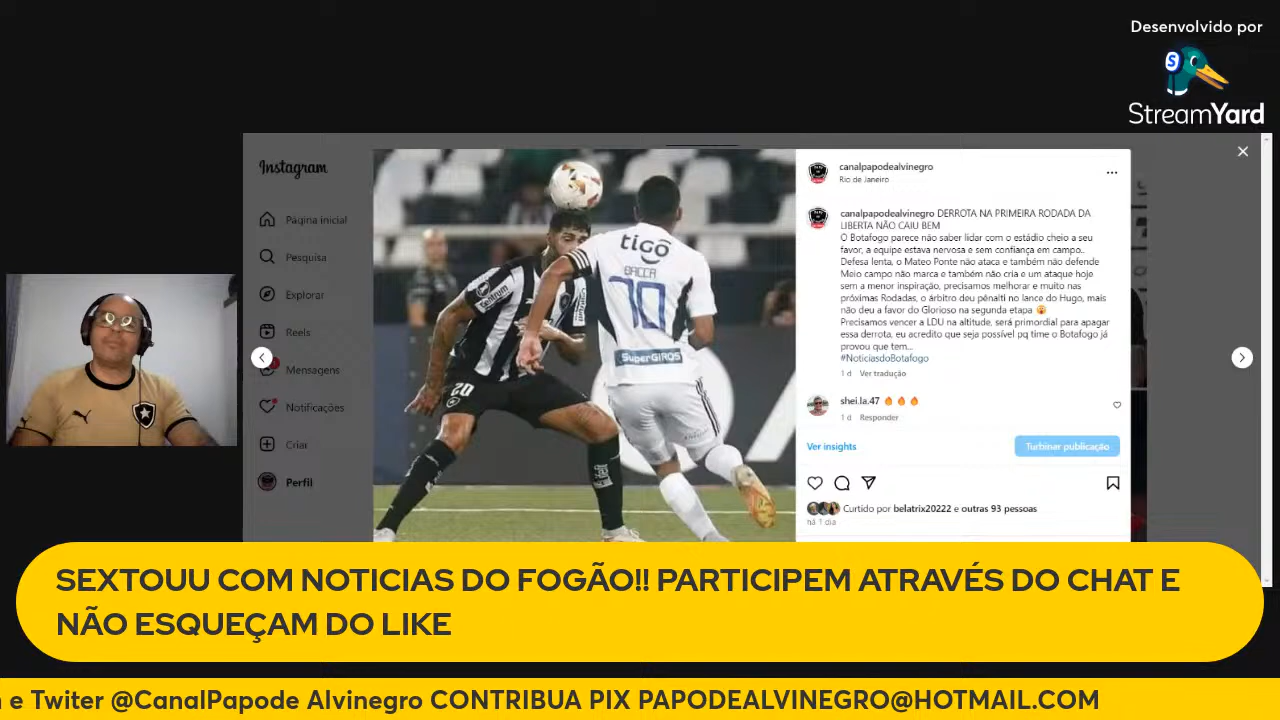 Desenvolvido por
StreamYard
Instagram
Página inicial
Pesquisa
Explorar
Reels
Mensagens
Notificações
Criar
Perfil
tigo
BACCA
10
SuperGIROS
centrum
20
canalpapodealvinegro
Rio de Janeiro
canalpapodealvinegro DERROTA NA PRIMEIRA RODADA DA
LIBERTA NÃO CAIU BEM
O Botafogo parece não saber lidar com o estádio cheio a seu
favor, a equipe estava nervosa e sem confiança em campo..
Defesa lenta, o Mateo Ponte não ataca e também não defende
Meio campo não marca e também não cria e um ataque hoje
sem a menor inspiração, precisamos melhorar e muito nas
próximas Rodadas, o árbitro deu pênalti no lance do Hugo, mais
não deu a favor do Glorioso na segunda etapa 😱
Precisamos vencer a LDU na altitude, será primordial para apagar
essa derrota, eu acredito que seja possível pq time o Botafogo já
provou que tem...
#NoticiasdoBotafogo
1 d Ver tradução
shei.la.47 🔥🔥🔥
1 d Responder
Ver insights
Turbinar publicação
Curtido por belatrix20222 e outras 93 pessoas
há 1 dia
SEXTOUU COM NOTICIAS DO FOGÃO!! PARTICIPEM ATRAVÉS DO CHAT E
NÃO ESQUEÇAM DO LIKE
e Twiter @CanalPapode Alvinegro CONTRIBUA PIX PAPODEALVINEGRO@HOTMAIL.COM